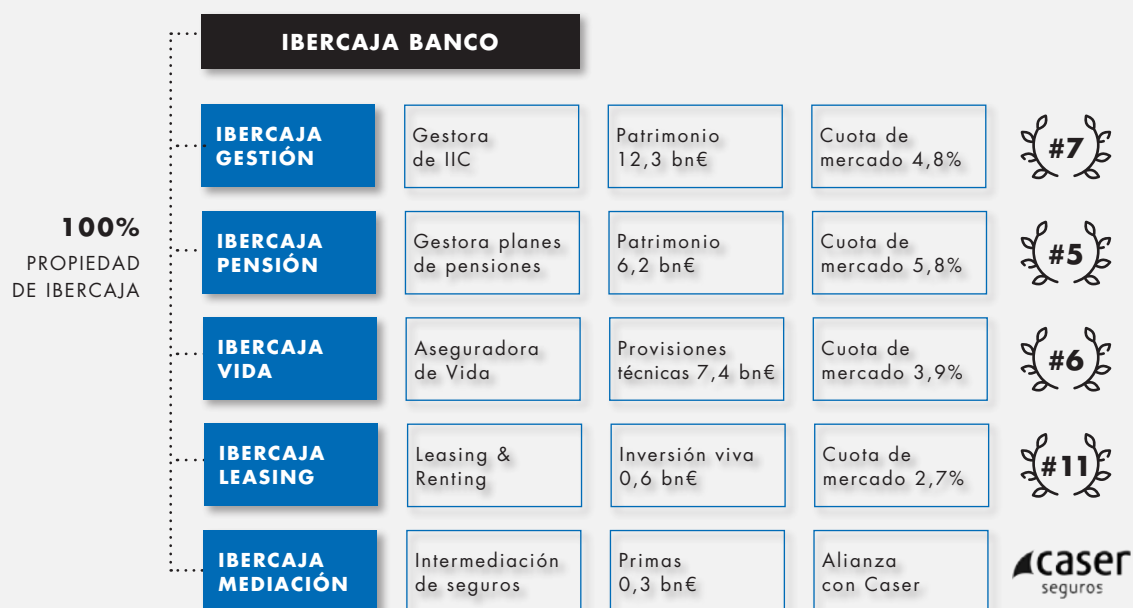 IBERCAJA BANCO
100%
PROPIEDAD
DE IBERCAJA
IBERCAJA
GESTIÓN
Gestora
de IIC
Patrimonio
12,3 bn€
Cuota de
mercado 4,8%
#7
IBERCAJA
PENSIÓN
Gestora planes
de pensiones
Patrimonio
6,2 bn€
Cuota de
mercado 5,8%
#5
IBERCAJA
VIDA
Aseguradora
de Vida
Provisiones
técnicas 7,4 bn€
Cuota de
mercado 3,9%
#6
IBERCAJA
LEASING
Leasing &
Renting
Inversión viva
0,6 bn€
Cuota de
mercado 2,7%
#11
IBERCAJA
MEDIACIÓN
Intermediación
de seguros
Primas
0,3 bn€
Alianza
con Caser
caser
seguros